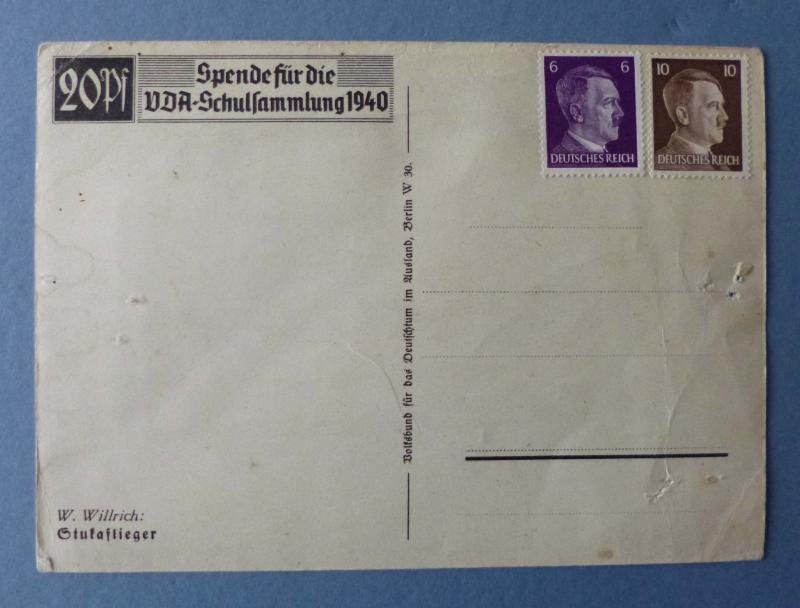 20Pf
Spende für die
VDA-Schulsammlung 1940
6 6
DEUTSCHES REICH
10 10
DEUTSCHES REICH
Volksbund für das Deutschtum im Ausland, Berlin W 30.
W. Willrich:
Stukaflieger